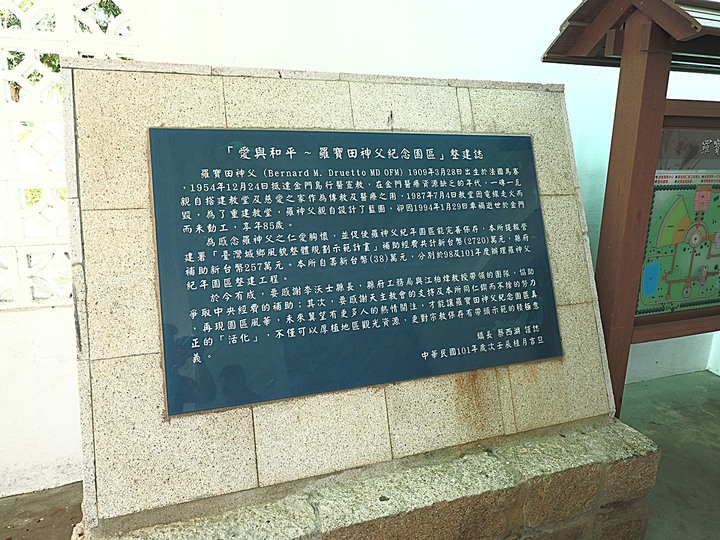 「愛與和平～羅寶田神父紀念園區」整建誌
羅寶田神父 (Bernard M. Druetto MD OFM) 1909年3月28日出生於法國馬賽
,1954年12月24日抵達金門島行醫宣教,在金門醫療資源缺乏的年代,一磚一瓦
親自搭建教堂及慈愛之家作為傳教及醫療之用,1987年7月4日教堂因電線走火而
毀,為了重建教堂,羅神父親自設計了藍圖,卻因1994年1月29日車禍逝世於金門
而未動工,享年85歲。
為感念羅神父之仁愛胸懷,並促使羅神父紀年園區能完善保存,本所提報營
建署「臺灣城鄉風貌整體規劃示範計畫」補助經費共計新台幣(2720)萬元,縣府
補助新台幣257萬元。本所自籌新台幣(38)萬元,分別於98及101年度辦理羅神父
紀年園區整建工程。
於今有成,要感謝李沃士縣長,縣府工務局與江柏煒教授帶領的團隊,協助
爭取中央經費的補助;其次,要感謝天主教會的支持及本所同仁鍥而不捨的努力
,再現園區風華,未來冀望有更多人的熱情關注,才能讓羅寶田神父紀念園區真
正的「活化」,不僅可以厚植地區觀光資源,更對宗教保存有帶頭示範的積極意
義。
鎮長 蔡西湖 謹誌
中華民國101年歲次壬辰桂月吉旦
羅寶